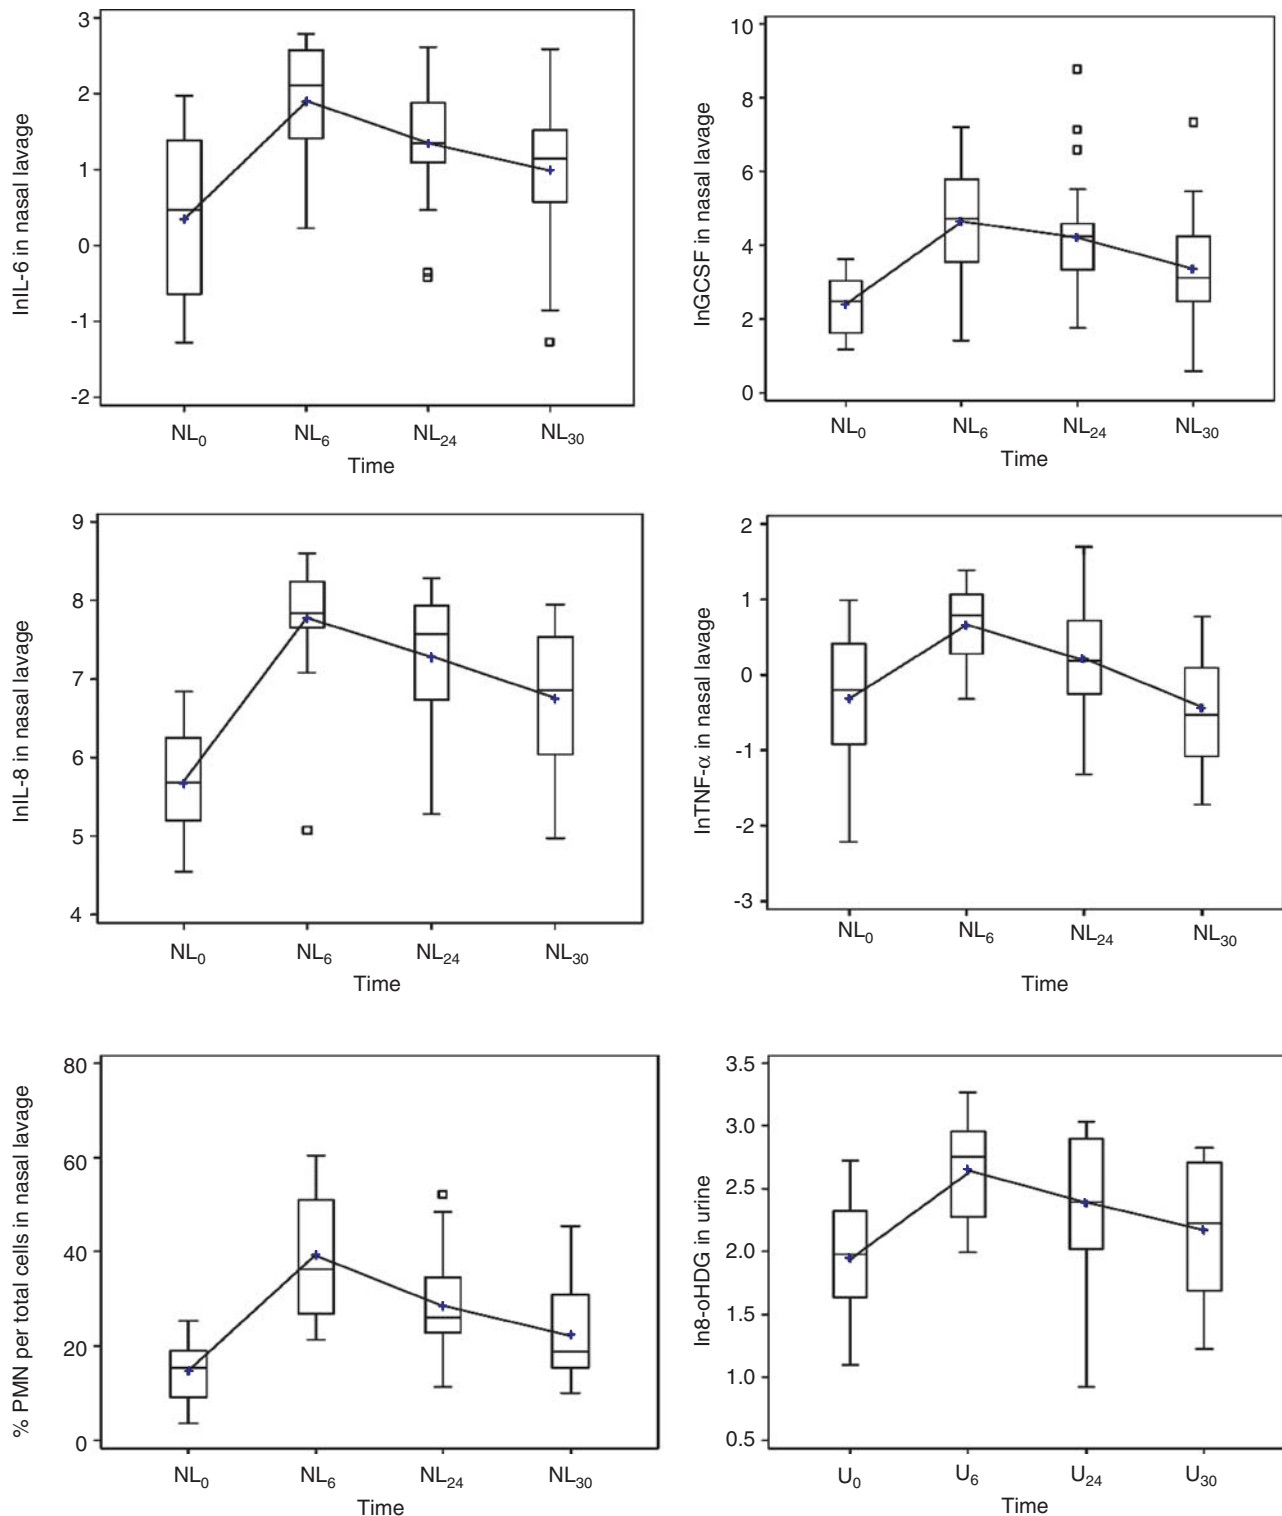 lnIL-6 in nasal lavage
3
2
1
0
-1
-2
NL0 NL6 NL24 NL30
Time
lnGCSF in nasal lavage
10
8
6
4
2
0
NL0 NL6 NL24 NL30
Time
lnIL-8 in nasal lavage
9
8
7
6
5
4
NL0 NL6 NL24 NL30
Time
lnTNF-α in nasal lavage
2
1
0
-1
-2
-3
NL0 NL6 NL24 NL30
Time
% PMN per total cells in nasal lavage
80
60
40
20
0
NL0 NL6 NL24 NL30
Time
ln8-oHDG in urine
3.5
3.0
2.5
2.0
1.5
1.0
0.5
U0 U6 U24 U30
Time